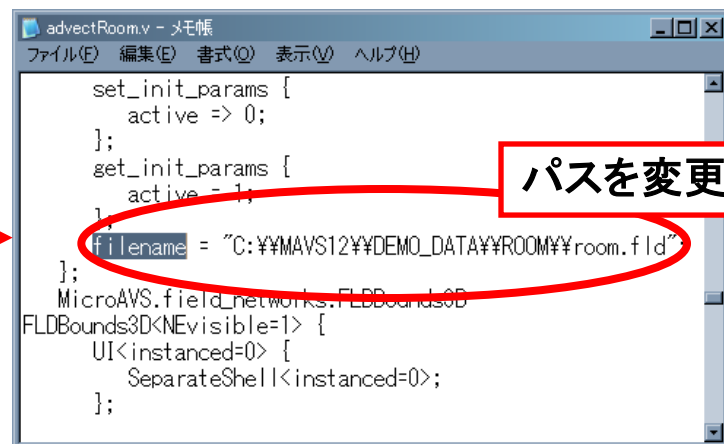 advectRoom.v - メモ帳
ファイル(F) 編集(E) 書式(O) 表示(V) ヘルプ(H)
set_init_params {
active => 0;
};
get_init_params {
active = 1;
};
パスを変更
filename = "C:¥¥MAVS12¥¥DEMO_DATA¥¥ROOM¥¥room.fld";
};
MicroAVS.field_networks.FLDBounds3D
FLDBounds3D<NEvisible=1> {
UI<instanced=0> {
SeparateShell<instanced=0>;
};